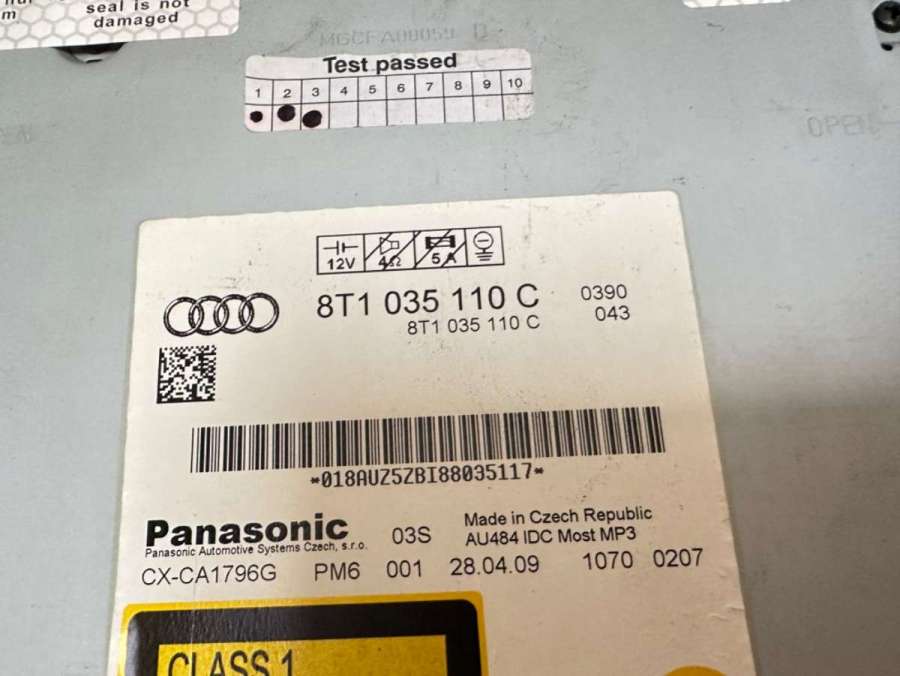 seal is not
m damaged
Test passed
1 2 3 4 5 6 7 8 9 10
OPEN
12V 4Ω 5A
8T1 035 110 C 0390
8T1 035 110 C 043
*018AUZ5ZBI88035117*
Panasonic 03S Made in Czech Republic
Panasonic Automotive Systems Czech, s.r.o. AU484 IDC Most MP3
CX-CA1796G PM6 001 28.04.09 1070 0207
CLASS 1